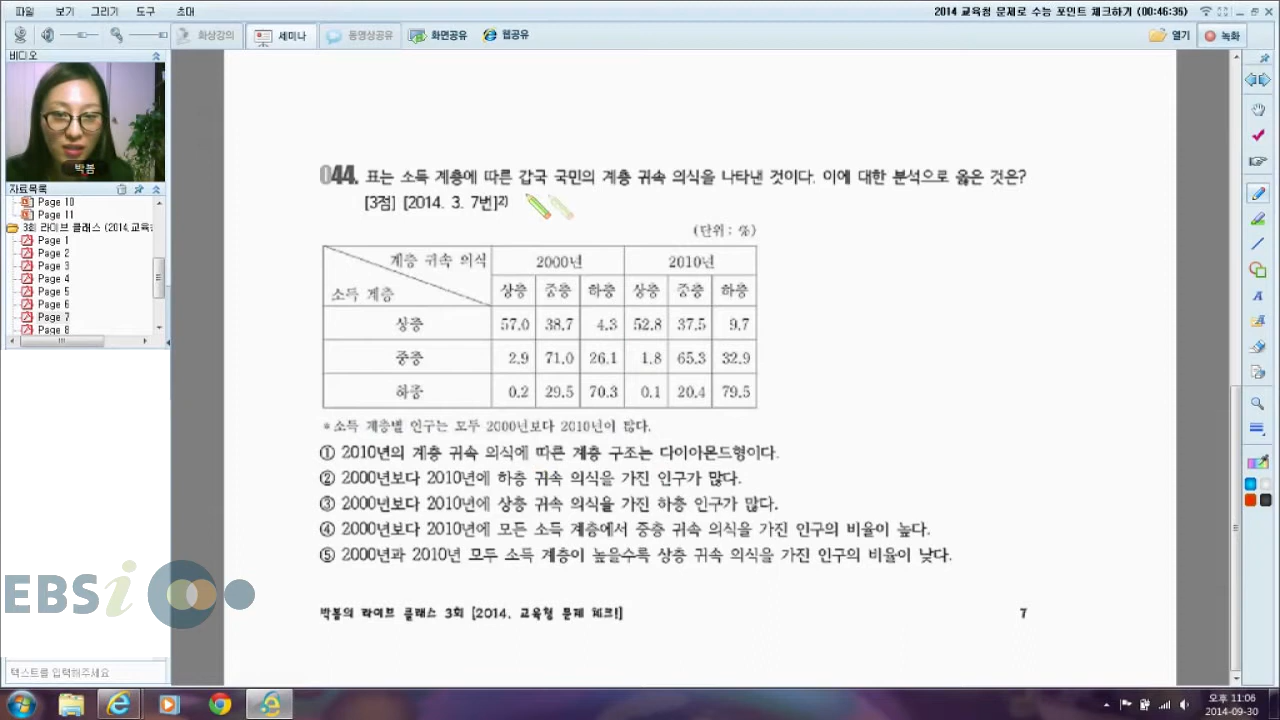 파일 보기 그리기 도구 초대
2014 교육청 문제로 수능 포인트 체크하기 (00:46:35)
화상강의 세미나 동영상공유 화면공유 웹공유
열기 녹화
비디오
박봄
자료목록
Page 10
Page 11
3회 라이브 클래스 (2014.교육청
Page 1
Page 2
Page 3
Page 4
Page 5
Page 6
Page 7
Page 8
044. 표는 소득 계층에 따른 갑국 국민의 계층 귀속 의식을 나타낸 것이다. 이에 대한 분석으로 옳은 것은?
[3점] [2014. 3. 7번]2)
(단위 : %)
계층 귀속 의식 2000년 2010년
소득 계층 상층 중층 하층 상층 중층 하층
상층 57.0 38.7 4.3 52.8 37.5 9.7
중층 2.9 71.0 26.1 1.8 65.3 32.9
하층 0.2 29.5 70.3 0.1 20.4 79.5
* 소득 계층별 인구는 모두 2000년보다 2010년이 많다.
① 2010년의 계층 귀속 의식에 따른 계층 구조는 다이아몬드형이다.
② 2000년보다 2010년에 하층 귀속 의식을 가진 인구가 많다.
③ 2000년보다 2010년에 상층 귀속 의식을 가진 하층 인구가 많다.
④ 2000년보다 2010년에 모든 소득 계층에서 중층 귀속 의식을 가진 인구의 비율이 높다.
⑤ 2000년과 2010년 모두 소득 계층이 높을수록 상층 귀속 의식을 가진 인구의 비율이 낮다.
EBSi
박봄의 라이브 클래스 3회 [2014. 교육청 문제 체크!] 7
텍스트를 입력해주세요
오후 11:06
2014-09-30